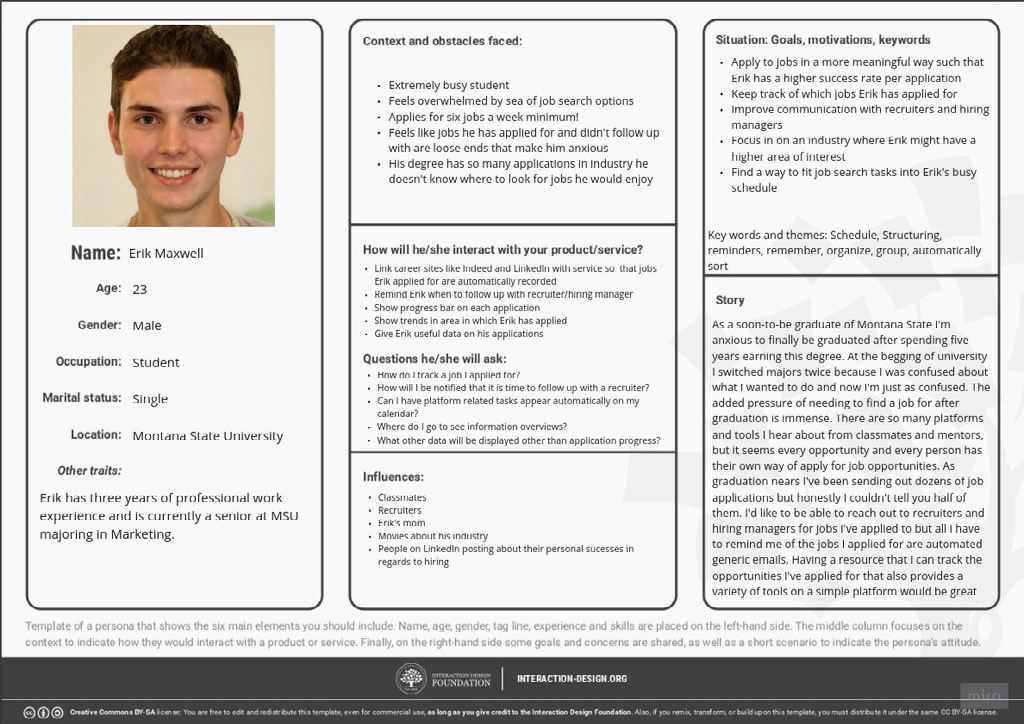 Name: Erik Maxwell
Age: 23
Gender: Male
Occupation: Student
Marital status: Single
Location: Montana State University
Other traits:
Erik has three years of professional work
experience and is currently a senior at MSU
majoring in Marketing.
Context and obstacles faced:
• Extremely busy student
• Feels overwhelmed by sea of job search options
• Applies for six jobs a week minimum!
• Feels like jobs he has applied for and didn't follow up
with are loose ends that make him anxious
• His degree has so many applications in industry he
doesn't know where to look for jobs he would enjoy
How will he/she interact with your product/service?
• Link career sites like Indeed and LinkedIn with service so that jobs
Erik applied for are automatically recorded
• Remind Erik when to follow up with recruiter/hiring manager
• Show progress bar on each application
• Show trends in area in which Erik has applied
• Give Erik useful data on his applications
Questions he/she will ask:
• How do I track a job I applied for?
• How will I be notified that it is time to follow up with a recruiter?
• Can I have platform related tasks appear automatically on my
calendar?
• Where do I go to see information overviews?
• What other data will be displayed other than application progress?
Influences:
• Classmates
• Recruiters
• Erik's mom
• Movies about his industry
• People on LinkedIn posting about their personal sucesses in
regards to hiring
Situation: Goals, motivations, keywords
• Apply to jobs in a more meaningful way such that
Erik has a higher success rate per application
• Keep track of which jobs Erik has applied for
• Improve communication with recruiters and hiring
managers
• Focus in on an industry where Erik might have a
higher area of interest
• Find a way to fit job search tasks into Erik's busy
schedule
Key words and themes: Schedule, Structuring,
reminders, remember, organize, group, automatically
sort
Story
As a soon-to-be graduate of Montana State I'm
anxious to finally be graduated after spending five
years earning this degree. At the begging of university
I switched majors twice because I was confused about
what I wanted to do and now I'm just as confused. The
added pressure of needing to find a job for after
graduation is immense. There are so many platforms
and tools I hear about from classmates and mentors,
but it seems every opportunity and every person has
their own way of apply for job opportunities. As
graduation nears I've been sending out dozens of job
applications but honestly I couldn't tell you half of
them. I'd like to be able to reach out to recruiters and
hiring managers for jobs I've applied to but all I have
to remind me of the jobs I applied for are automated
generic emails. Having a resource that I can track the
opportunities I've applied for that also provides a
variety of tools on a simple platform would be great
Template of a persona that shows the six main elements you should include. Name, age, gender, tag line, experience and skills are placed on the left-hand side. The middle column focuses on the
context to indicate how they would interact with a product or service. Finally, on the right-hand side some goals and concerns are shared, as well as a short scenario to indicate the persona's attitude.
INTERACTION DESIGN
FOUNDATION
INTERACTION-DESIGN.ORG
miro
Creative Commons BY-SA license: You are free to edit and redistribute this template, even for commercial use, as long as you give credit to the Interaction Design Foundation. Also, if you remix, transform, or build upon this template, you must distribute it under the same CC BY-SA license.